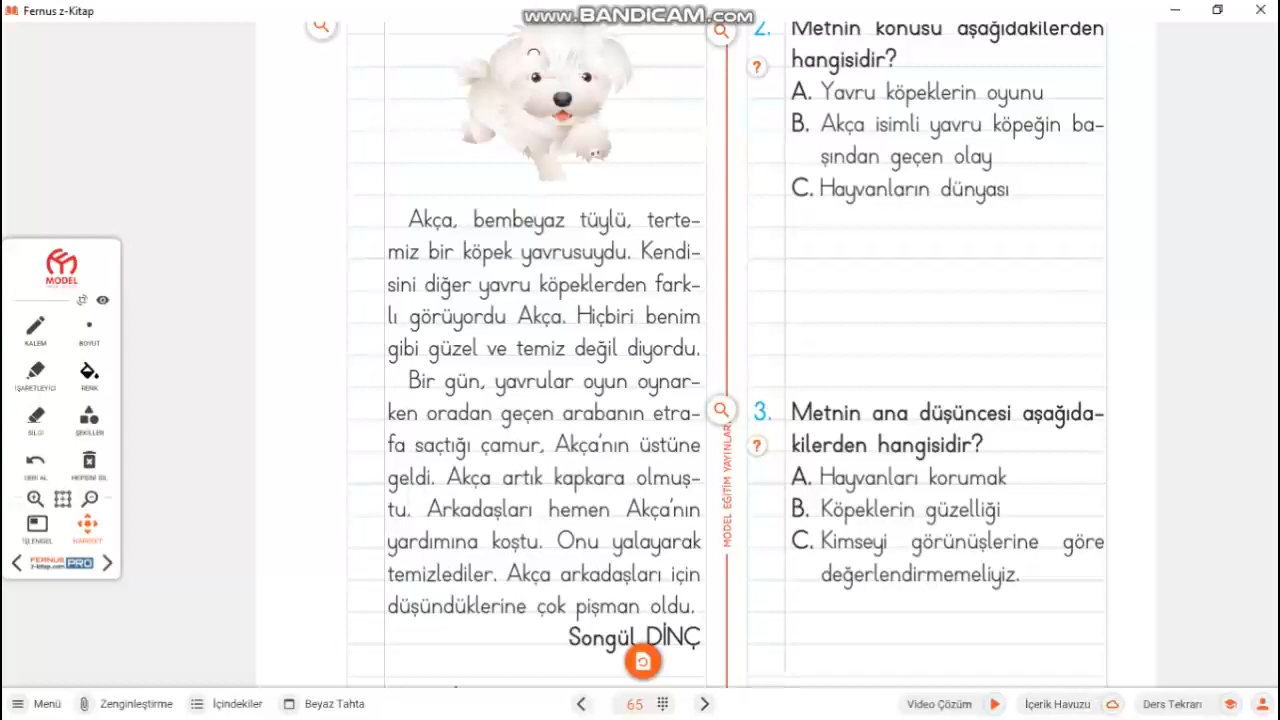 Fernus z-Kitap
www.BANDICAM.com
Akça, bembeyaz tüylü, terte-
miz bir köpek yavrusuydu. Kendi-
sini diğer yavru köpeklerden fark-
lı görüyordu Akça. Hiçbiri benim
gibi güzel ve temiz değil diyordu.
Bir gün, yavrular oyun oynar-
ken oradan geçen arabanın etra-
fa saçtığı çamur, Akça'nın üstüne
geldi. Akça artık kapkara olmuş-
tu. Arkadaşları hemen Akça'nın
yardımına koştu. Onu yalayarak
temizlediler. Akça arkadaşları için
düşündüklerine çok pişman oldu.
Songül DİNÇ
MODEL EĞİTİM YAYINLARI
2. Metnin konusu aşağıdakilerden
hangisidir?
?
A. Yavru köpeklerin oyunu
B. Akça isimli yavru köpeğin ba-
şından geçen olay
C. Hayvanların dünyası
3. Metnin ana düşüncesi aşağıda-
kilerden hangisidir?
?
A. Hayvanları korumak
B. Köpeklerin güzelliği
C. Kimseyi görünüşlerine göre
değerlendirmemeliyiz.
MODEL
KALEM BOYUT
İŞARETLEYİCİ RENK
SİLGİ ŞEKİLLER
GERİ AL HEPSİNİ SİL
İŞLENGEL HAREKET
FERNUS
z-kitap.com PRO
Menü Zenginleştirme İçindekiler Beyaz Tahta 65 Video Çözüm İçerik Havuzu Ders Tekrarı